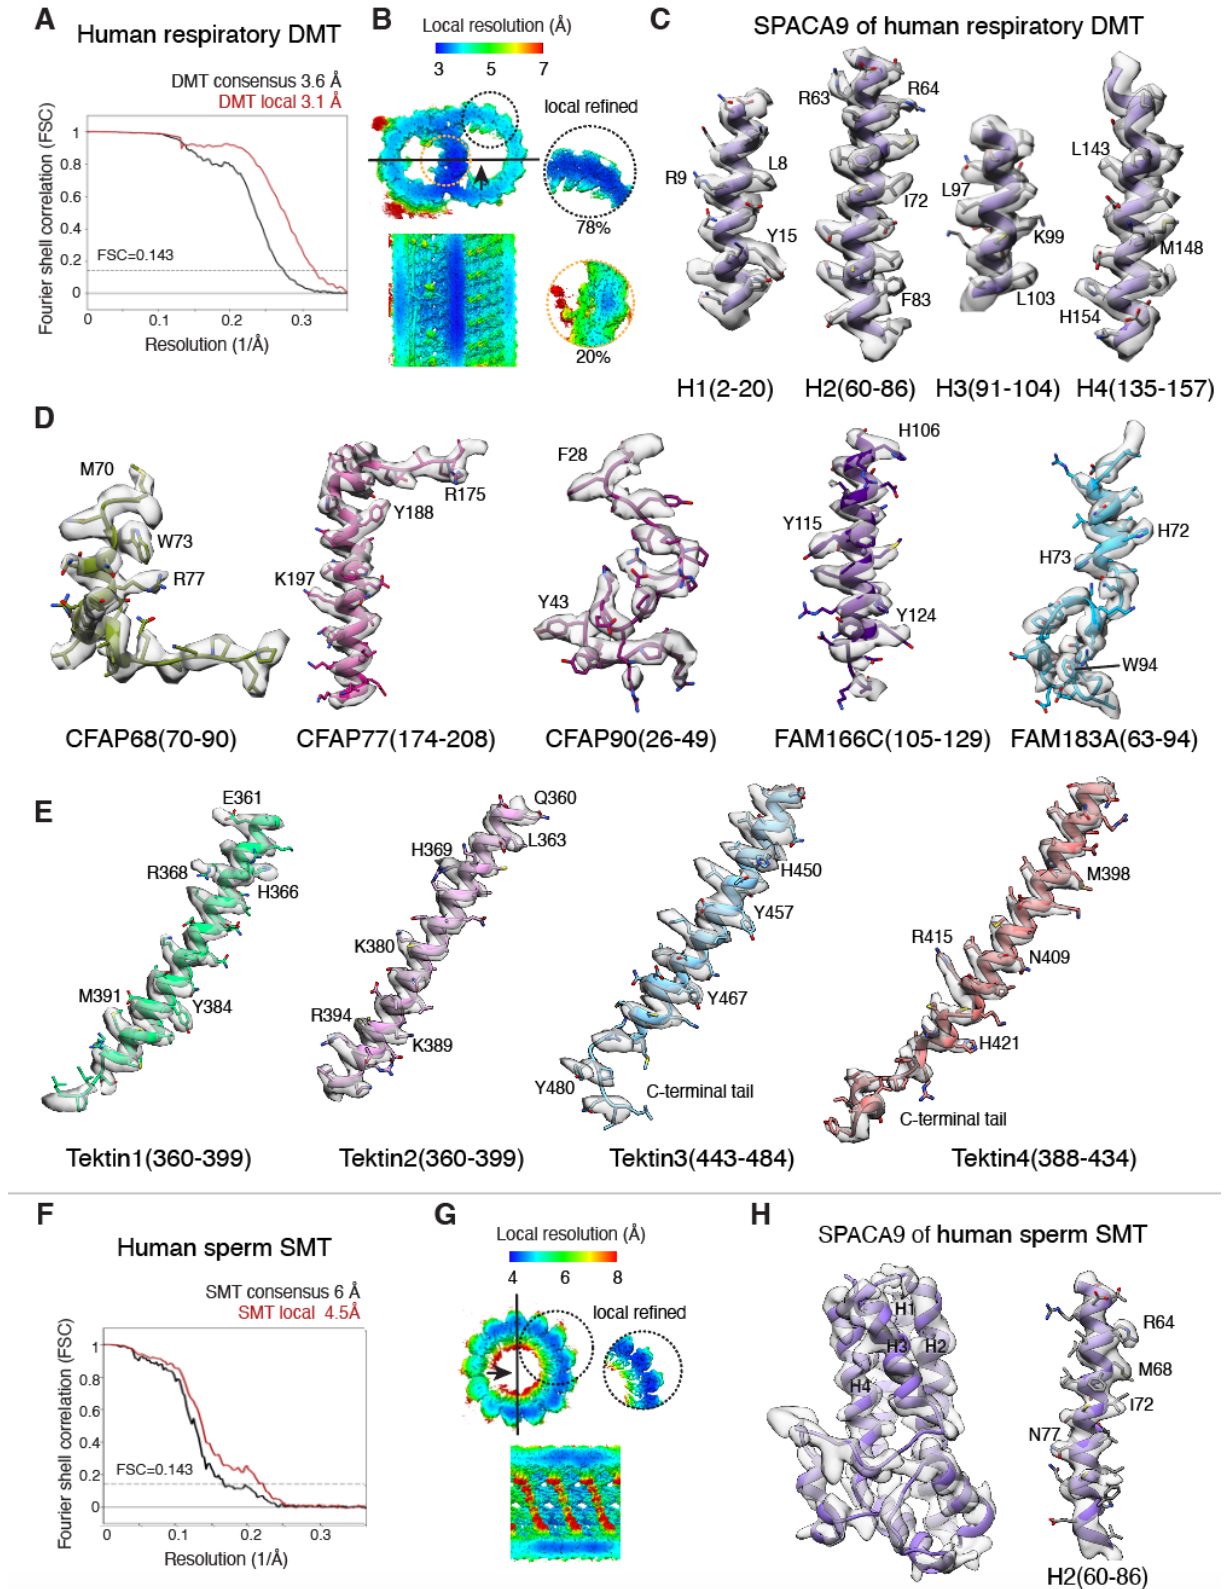 A
Human respiratory DMT
DMT consensus 3.6 Å
DMT local 3.1 Å
Fourier shell correlation (FSC)
1
0.8
0.6
0.4
0.2
0
FSC=0.143
0
0.1
0.2
0.3
Resolution (1/Å)
B
Local resolution (Å)
3
5
7
local refined
78%
20%
C
SPACA9 of human respiratory DMT
R9
L8
Y15
H1(2-20)
R63
R64
I72
F83
H2(60-86)
L97
K99
L103
H3(91-104)
L143
M148
H154
H4(135-157)
D
M70
W73
R77
CFAP68(70-90)
R175
Y188
K197
CFAP77(174-208)
F28
Y43
CFAP90(26-49)
H106
Y115
Y124
FAM166C(105-129)
H72
H73
W94
FAM183A(63-94)
E
E361
R368
H366
M391
Y384
Tektin1(360-399)
Q360
L363
H369
K380
R394
K389
Tektin2(360-399)
H450
Y457
Y467
Y480
C-terminal tail
Tektin3(443-484)
M398
R415
N409
H421
C-terminal tail
Tektin4(388-434)
F
Human sperm SMT
SMT consensus 6 Å
SMT local 4.5Å
Fourier shell correlation (FSC)
1
0.8
0.6
0.4
0.2
0
FSC=0.143
0
0.1
0.2
0.3
Resolution (1/Å)
G
Local resolution (Å)
4
6
8
local refined
H
SPACA9 of human sperm SMT
H1
H3
H2
H4
R64
M68
I72
N77
H2(60-86)